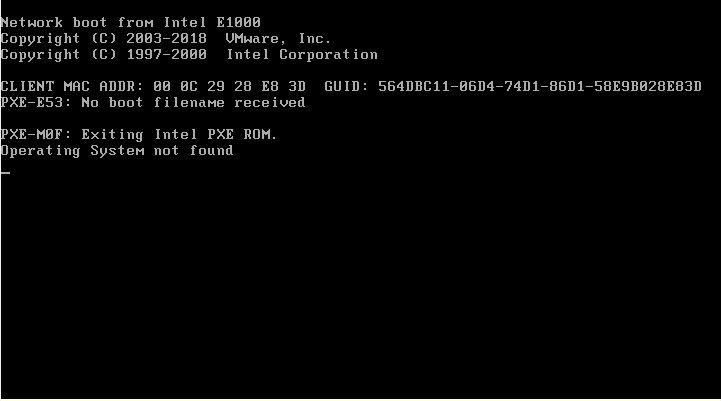 Network boot from Intel E1000
Copyright (C) 2003-2018  VMware, Inc.
Copyright (C) 1997-2000  Intel Corporation
CLIENT MAC ADDR: 00 0C 29 28 E8 3D  GUID: 564DBC11-06D4-74D1-86D1-58E9B028E83D
PXE-E53: No boot filename received
PXE-M0F: Exiting Intel PXE ROM.
Operating System not found